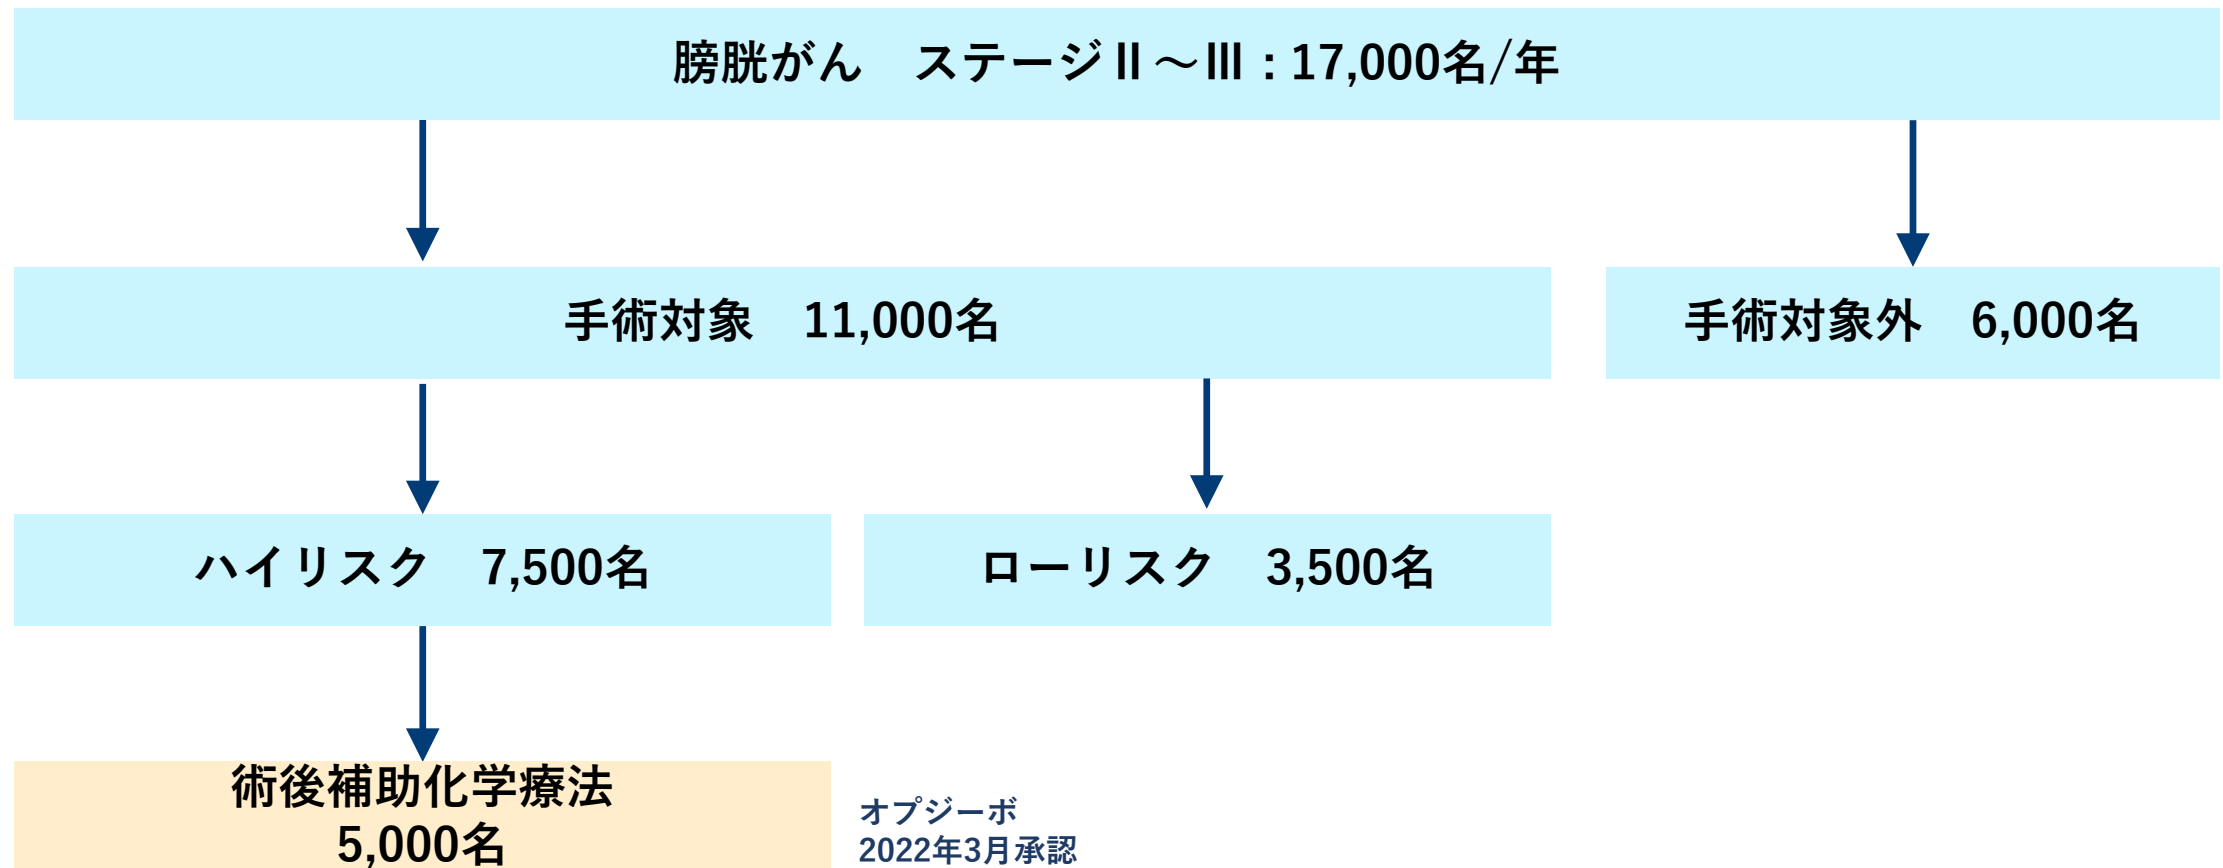 膀胱がん　ステージⅡ～Ⅲ：17,000名/年
手術対象　11,000名
手術対象外　6,000名
ハイリスク　7,500名
ローリスク　3,500名
術後補助化学療法
5,000名
オプジーボ
2022年3月承認